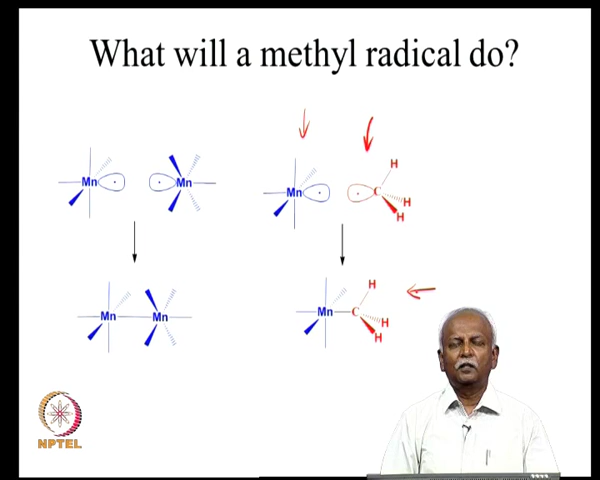 What will a methyl radical do?
Mn Mn Mn C H H H
Mn Mn Mn C H H H
NPTEL